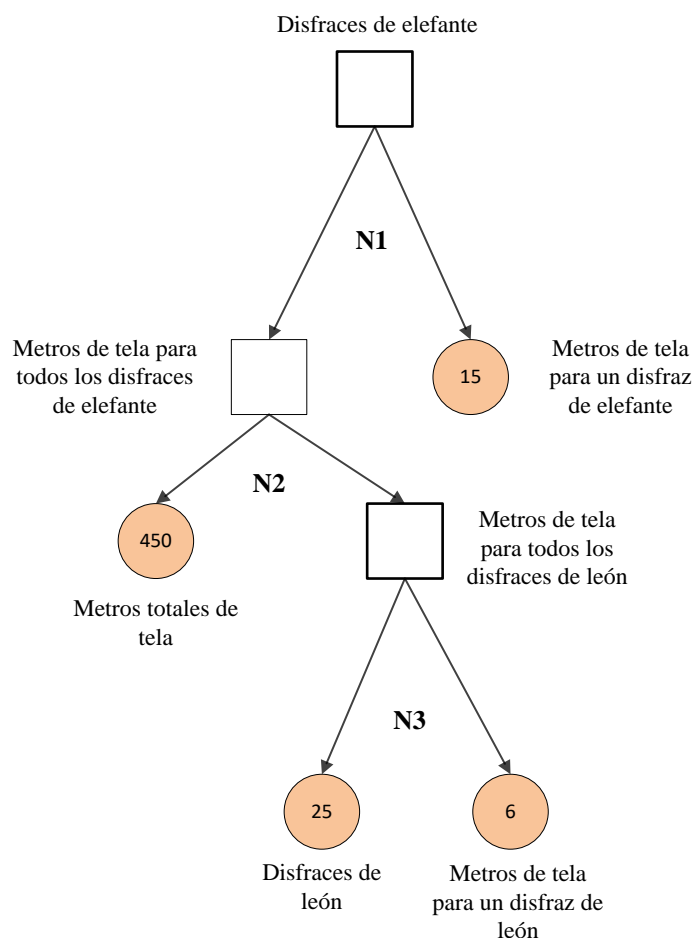 Disfraces de elefante
N1
Metros de tela para
todos los disfraces
de elefante
15
Metros de tela
para un disfraz
de elefante
N2
450
Metros totales de
tela
Metros de tela
para todos los
disfraces de león
N3
25
Disfraces de
león
6
Metros de tela
para un disfraz de
león